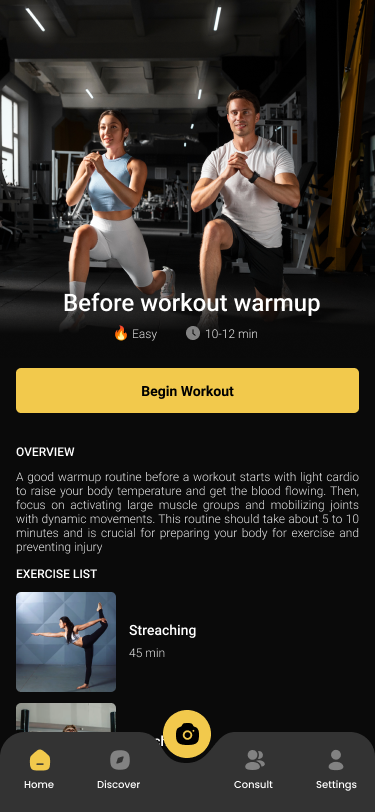 Before workout warmup
🔥 Easy
10-12 min
Begin Workout
OVERVIEW
A good warmup routine before a workout starts with light cardio
to raise your body temperature and get the blood flowing. Then,
focus on activating large muscle groups and mobilizing joints
with dynamic movements. This routine should take about 5 to 10
minutes and is crucial for preparing your body for exercise and
preventing injury
EXERCISE LIST
Streaching
45 min
Home
Discover
Consult
Settings